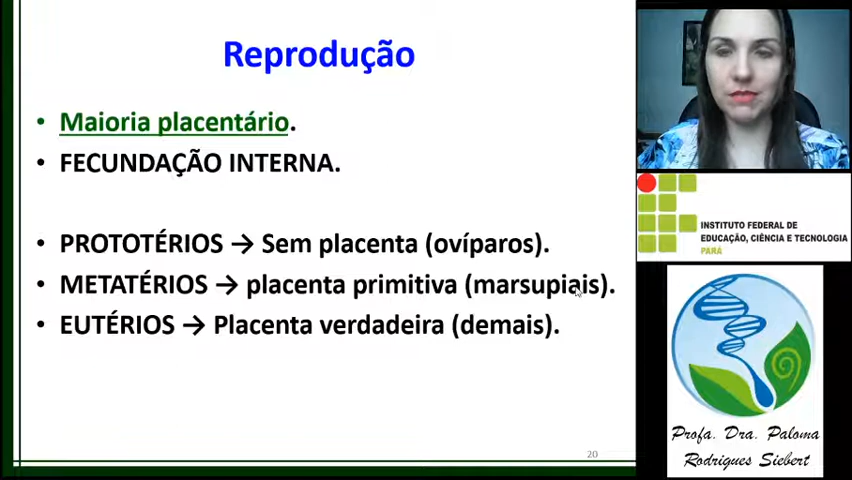 Reprodução
• Maioria placentário.
• FECUNDAÇÃO INTERNA.
• PROTOTÉRIOS → Sem placenta (ovíparos).
• METATÉRIOS → placenta primitiva (marsupiais).
• EUTÉRIOS → Placenta verdadeira (demais).
20
INSTITUTO FEDERAL DE
EDUCAÇÃO, CIÊNCIA E TECNOLOGIA
PARÁ
Profa. Dra. Paloma
Rodrigues Siebert